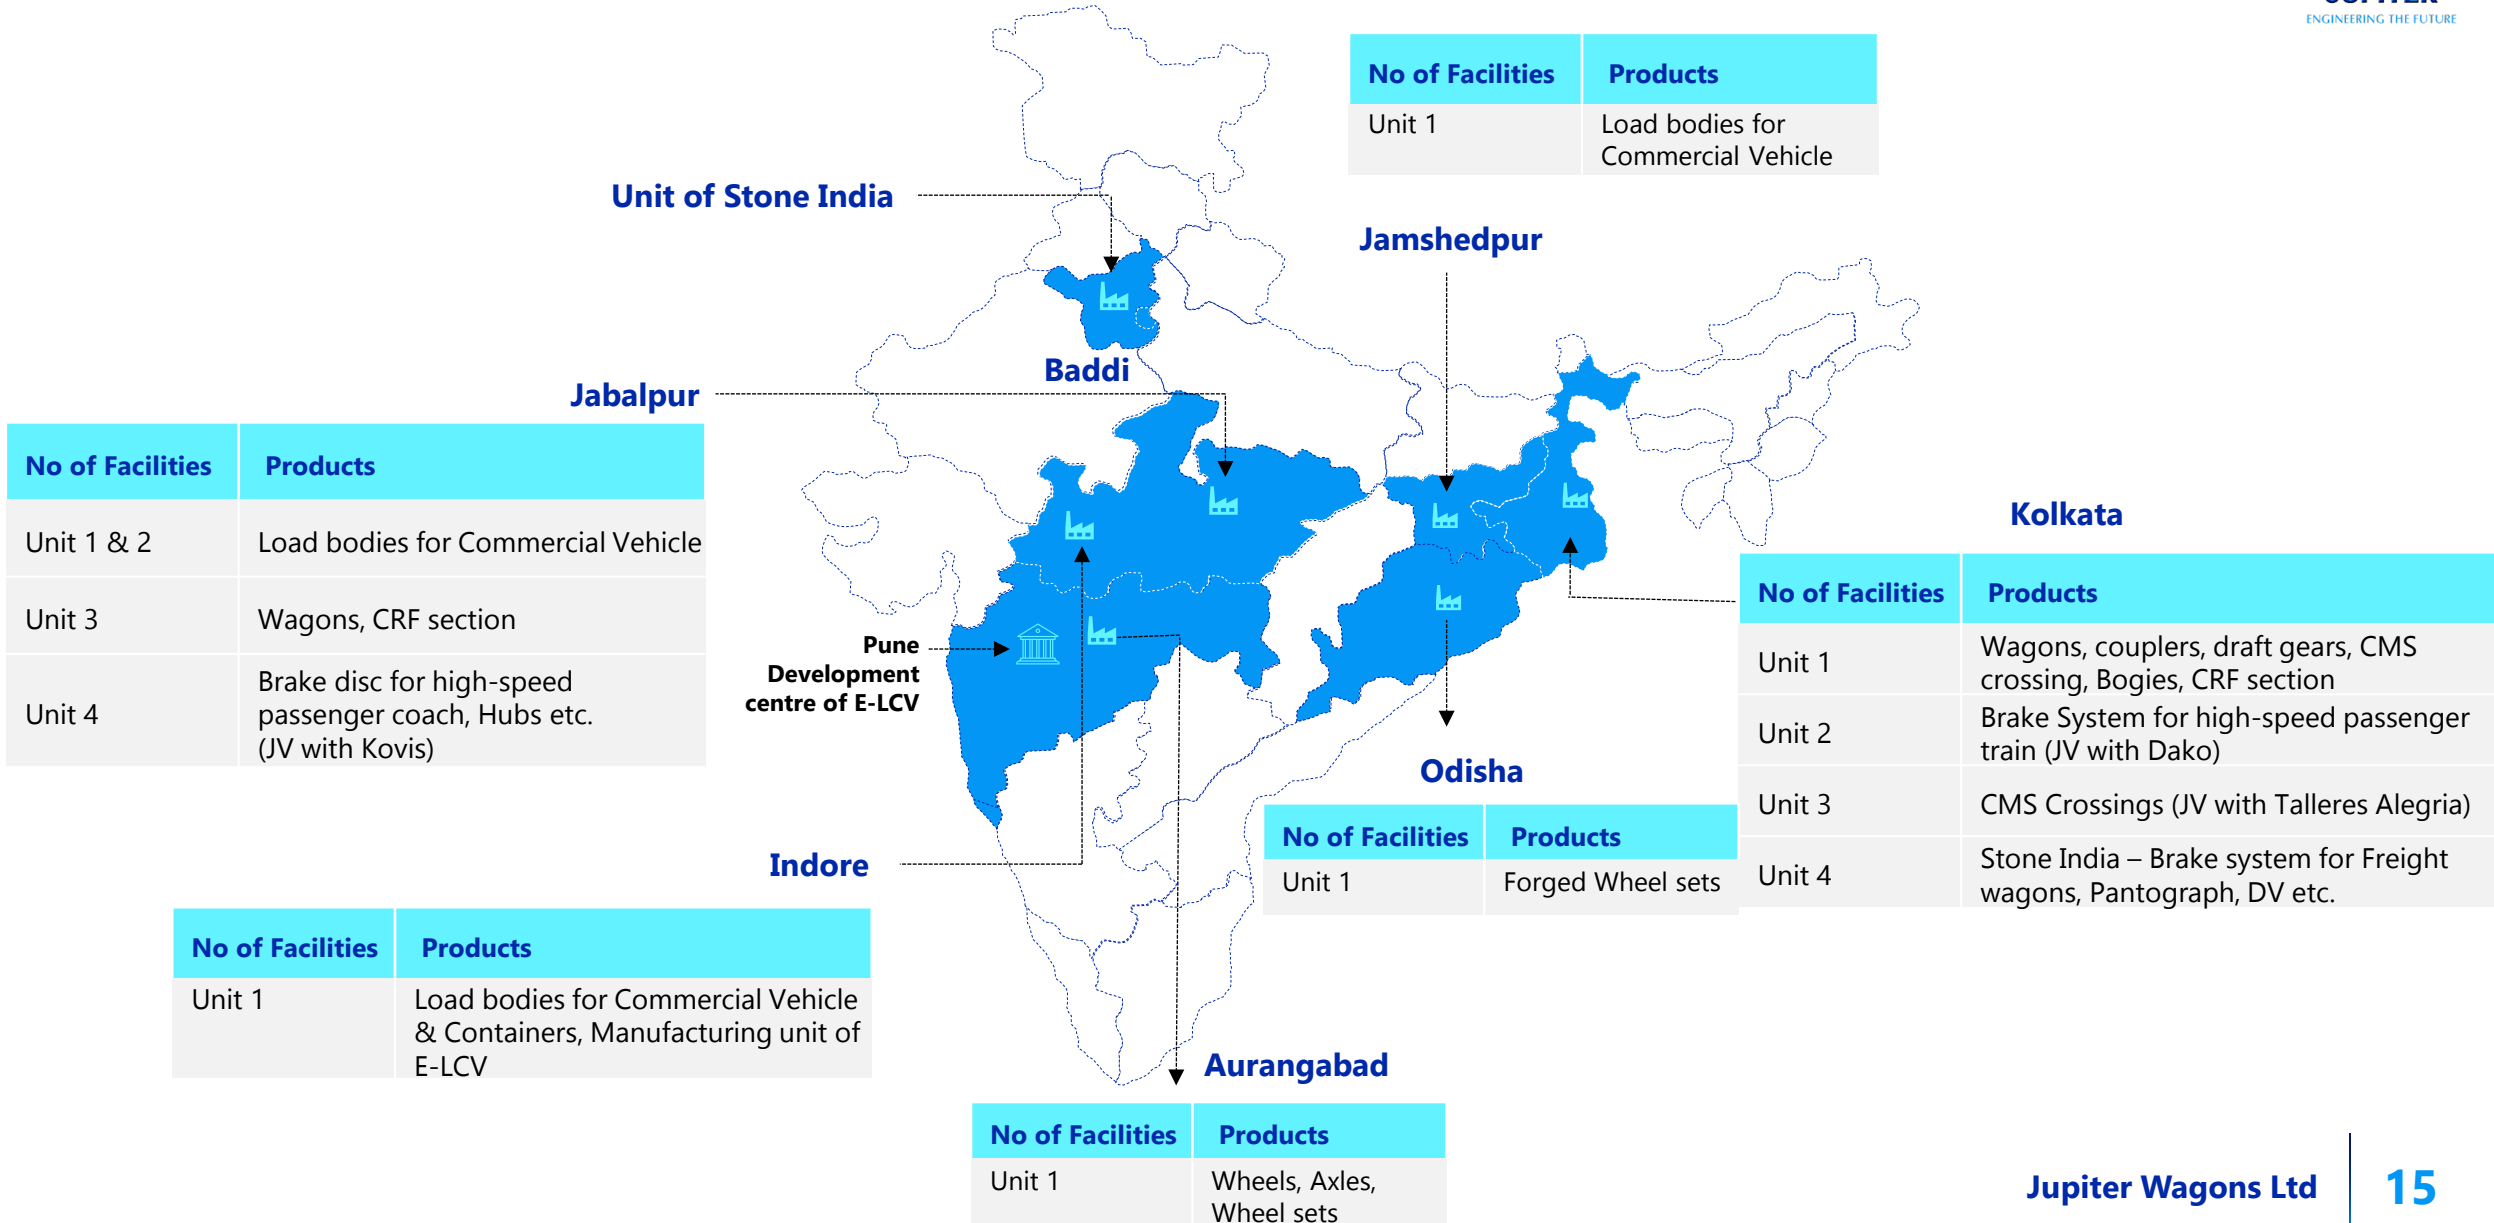 ENGINEERING THE FUTURE
No of Facilities Products
Unit 1 Load bodies for
Commercial Vehicle
Unit of Stone India
Jamshedpur
Baddi
Jabalpur
No of Facilities Products
Unit 1 & 2 Load bodies for Commercial Vehicle
Unit 3 Wagons, CRF section
Unit 4 Brake disc for high-speed
passenger coach, Hubs etc.
(JV with Kovis)
Pune
Development
centre of E-LCV
Kolkata
No of Facilities Products
Unit 1 Wagons, couplers, draft gears, CMS
crossing, Bogies, CRF section
Unit 2 Brake System for high-speed passenger
train (JV with Dako)
Unit 3 CMS Crossings (JV with Talleres Alegria)
Unit 4 Stone India – Brake system for Freight
wagons, Pantograph, DV etc.
Odisha
No of Facilities Products
Unit 1 Forged Wheel sets
Indore
No of Facilities Products
Unit 1 Load bodies for Commercial Vehicle
& Containers, Manufacturing unit of
E-LCV
Aurangabad
No of Facilities Products
Unit 1 Wheels, Axles,
Wheel sets
Jupiter Wagons Ltd 15